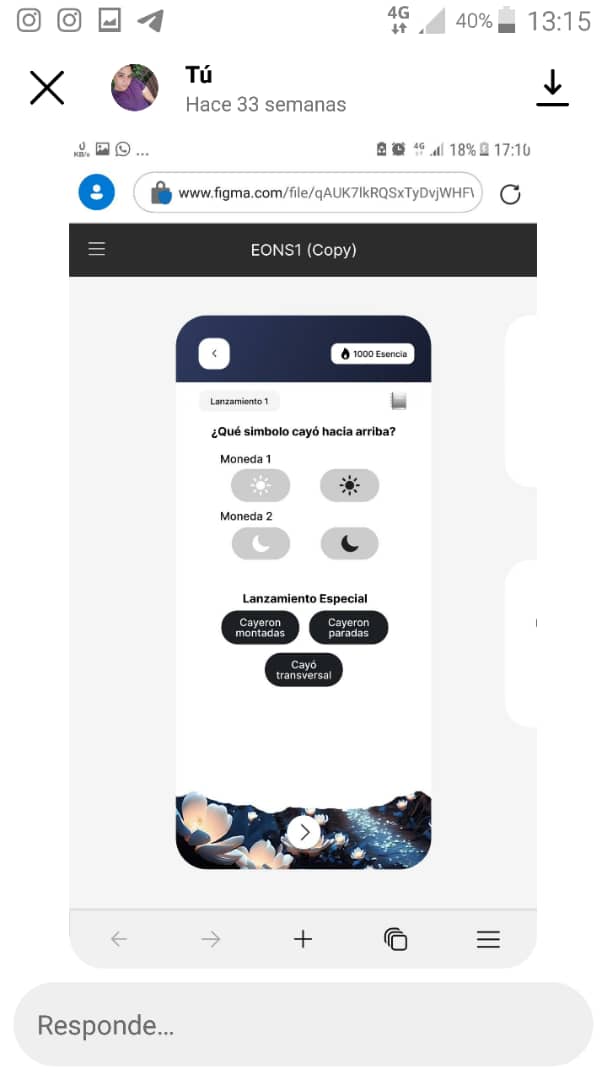 4G 40% 13:15
Tú
Hace 33 semanas
0
KB/s ... 4G 18% 17:10
www.figma.com/file/qAUK7lkRQSxTyDvjWHF
EONS1 (Copy)
1000 Esencia
Lanzamiento 1
¿Qué simbolo cayó hacia arriba?
Moneda 1
Moneda 2
Lanzamiento Especial
Cayeron
montadas
Cayeron
paradas
Cayó
transversal
Responde...